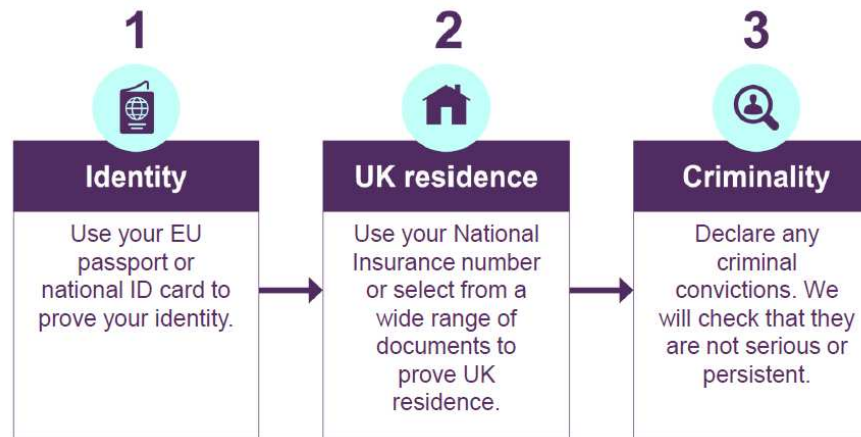 1
Identity
Use your EU
passport or
national ID card to
prove your identity.
2
UK residence
Use your National
Insurance number
or select from a
wide range of
documents to
prove UK
residence.
3
Criminality
Declare any
criminal
convictions. We
will check that they
are not serious or
persistent.